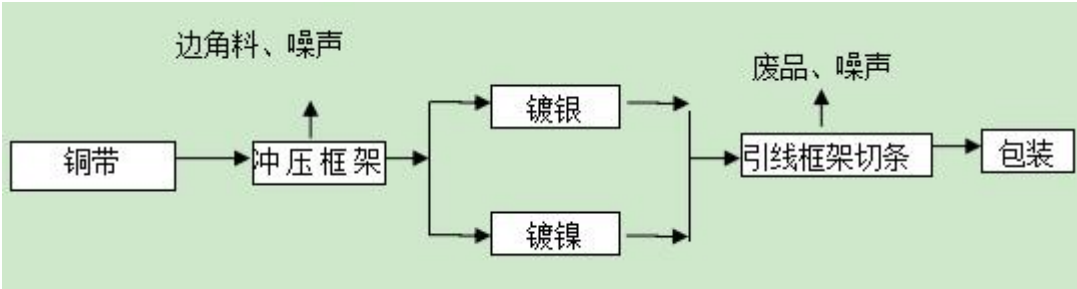 边角料、噪声
废品、噪声
镀银
铜带
冲压框架
引线框架切条
包装
镀镍